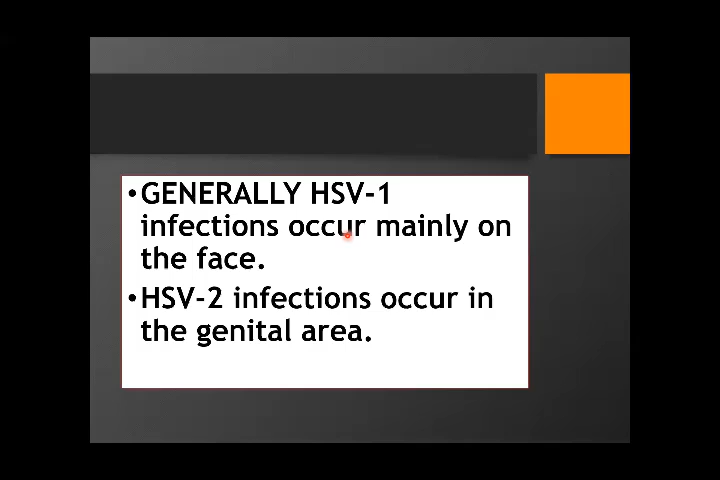 •GENERALLY HSV-1
infections occur mainly on
the face.
•HSV-2 infections occur in
the genital area.